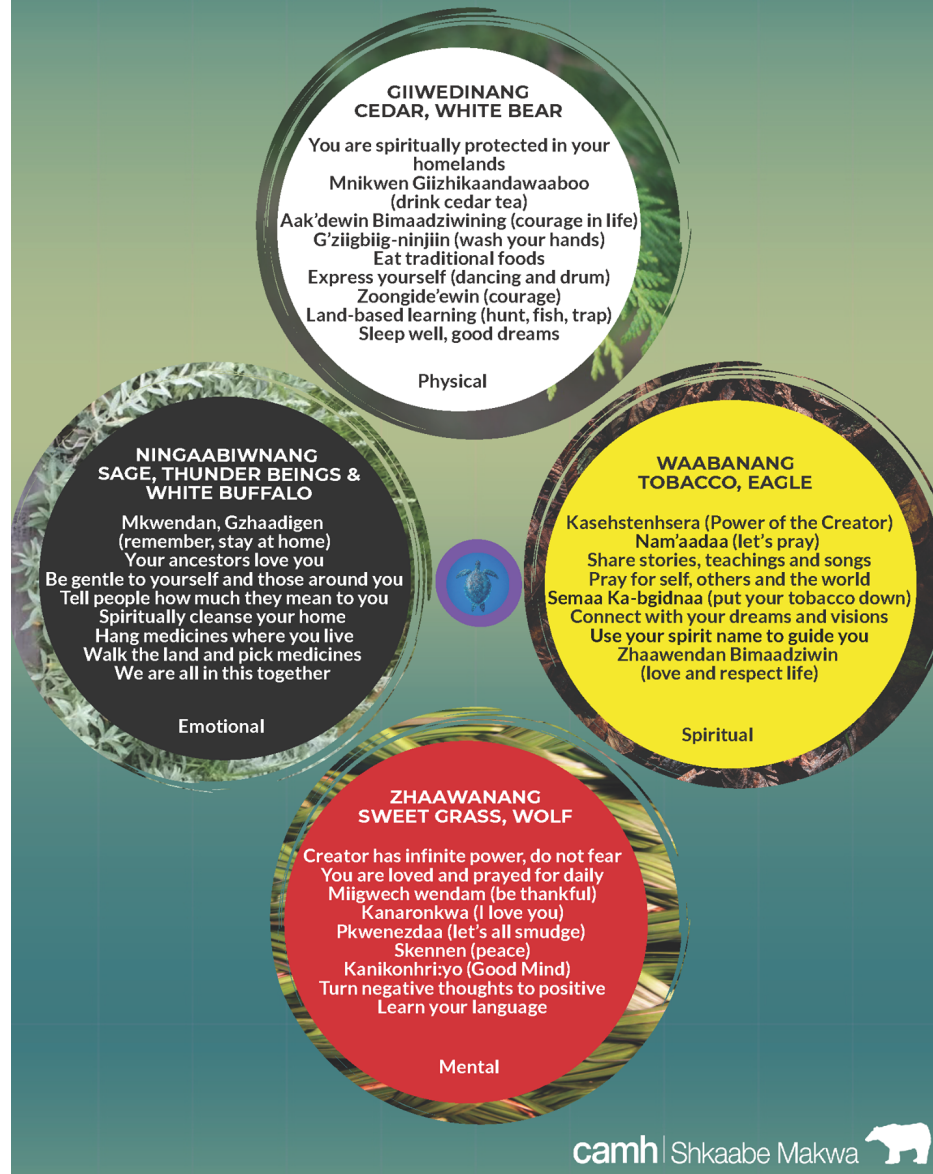 GIIWEDINANG
CEDAR, WHITE BEAR
You are spiritually protected in your
homelands
Mnikwen Giizhikaandawaaboo
(drink cedar tea)
Aak’dewin Bimaadziwining (courage in life)
G’ziigbiig-ninjiin (wash your hands)
Eat traditional foods
Express yourself (dancing and drum)
Zoongide’ewin (courage)
Land-based learning (hunt, fish, trap)
Sleep well, good dreams
Physical
NINGAABIWNANG
SAGE, THUNDER BEINGS &
WHITE BUFFALO
Mkwendan, Gzhaadigen
(remember, stay at home)
Your ancestors love you
Be gentle to yourself and those around you
Tell people how much they mean to you
Spiritually cleanse your home
Hang medicines where you live
Walk the land and pick medicines
We are all in this together
Emotional
WAABANANG
TOBACCO, EAGLE
Kasehstenhsera (Power of the Creator)
Nam’aadaa (let’s pray)
Share stories, teachings and songs
Pray for self, others and the world
Semaa Ka-bgidnaa (put your tobacco down)
Connect with your dreams and visions
Use your spirit name to guide you
Zhaawendan Bimaadziwin
(love and respect life)
Spiritual
ZHAAWANANG
SWEET GRASS, WOLF
Creator has infinite power, do not fear
You are loved and prayed for daily
Miigwech wendam (be thankful)
Kanaronkwa (I love you)
Pkwenezdaa (let’s all smudge)
Skennen (peace)
Kanikonhri:yo (Good Mind)
Turn negative thoughts to positive
Learn your language
Mental
camh | Shkaabe Makwa